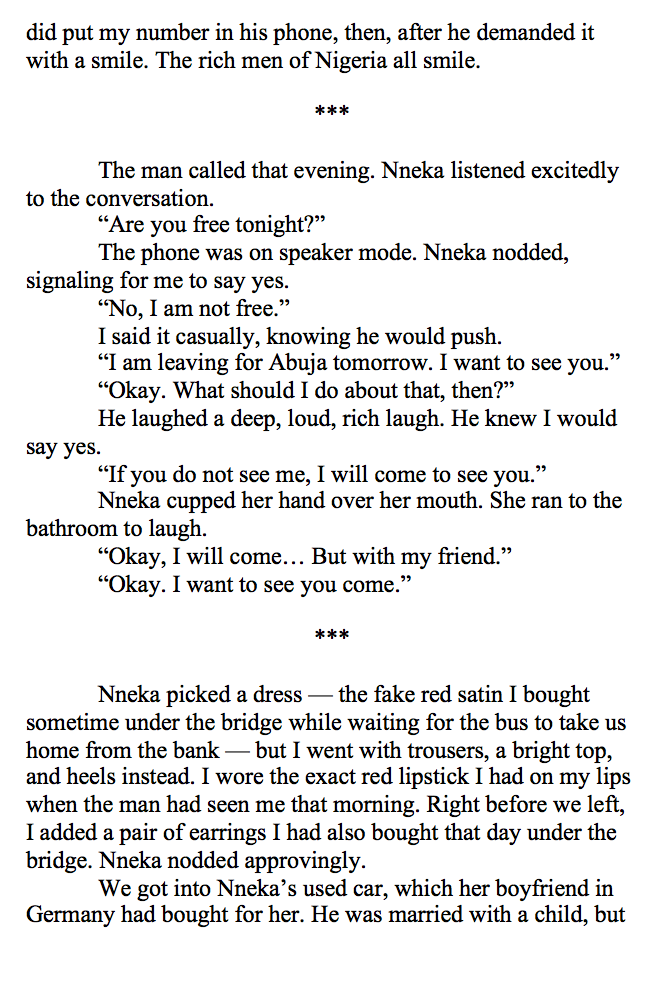 did put my number in his phone, then, after he demanded it
with a smile. The rich men of Nigeria all smile.
***
The man called that evening. Nneka listened excitedly
to the conversation.
“Are you free tonight?”
The phone was on speaker mode. Nneka nodded,
signaling for me to say yes.
“No, I am not free.”
I said it casually, knowing he would push.
“I am leaving for Abuja tomorrow. I want to see you.”
“Okay. What should I do about that, then?”
He laughed a deep, loud, rich laugh. He knew I would
say yes.
“If you do not see me, I will come to see you.”
Nneka cupped her hand over her mouth. She ran to the
bathroom to laugh.
“Okay, I will come… But with my friend.”
“Okay. I want to see you come.”
***
Nneka picked a dress — the fake red satin I bought
sometime under the bridge while waiting for the bus to take us
home from the bank — but I went with trousers, a bright top,
and heels instead. I wore the exact red lipstick I had on my lips
when the man had seen me that morning. Right before we left,
I added a pair of earrings I had also bought that day under the
bridge. Nneka nodded approvingly.
We got into Nneka’s used car, which her boyfriend in
Germany had bought for her. He was married with a child, but